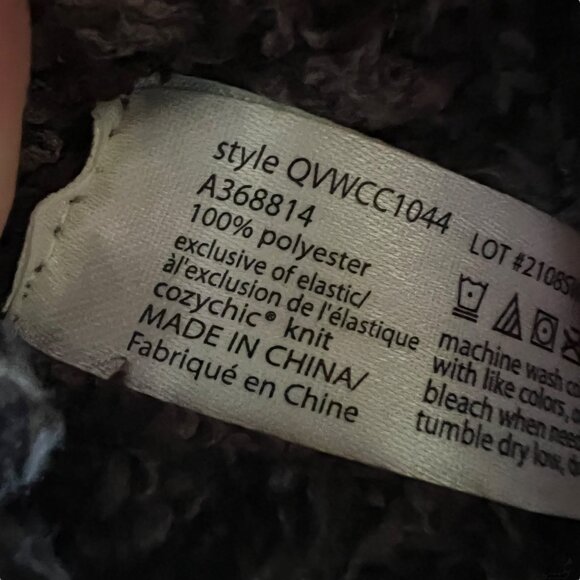 style QVWCC1044
A368814
100% polyester
exclusive of elastic/
àl'exclusion de l'élastique
cozychic® knit
MADE IN CHINA/
Fabriqué en Chine
LOT
machine wash
with like colors,
bleach when
tumble dry low,